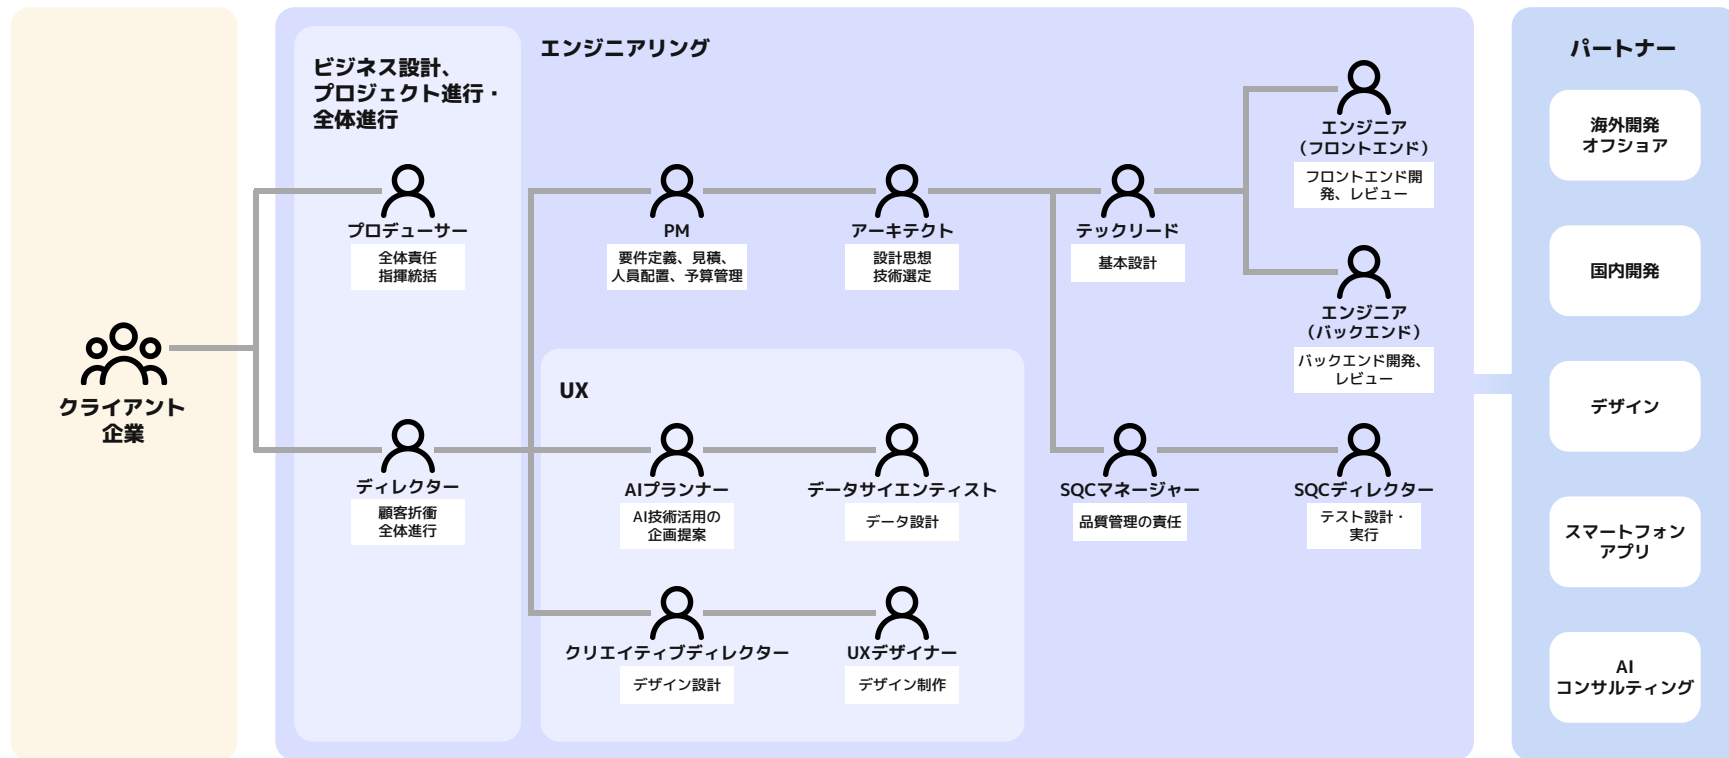 クライアント
企業
ビジネス設計、
プロジェクト進行・
全体進行
プロデューサー
全体責任
指揮統括
ディレクター
顧客折衝
全体進行
エンジニアリング
PM
要件定義、見積、
人員配置、予算管理
アーキテクト
設計思想
技術選定
テックリード
基本設計
エンジニア
（フロントエンド）
フロントエンド開
発、レビュー
エンジニア
（バックエンド）
バックエンド開発、
レビュー
UX
AIプランナー
AI技術活用の
企画提案
データサイエンティスト
データ設計
SQCマネージャー
品質管理の責任
SQCディレクター
テスト設計・
実行
クリエイティブディレクター
デザイン設計
UXデザイナー
デザイン制作
パートナー
海外開発
オフショア
国内開発
デザイン
スマートフォン
アプリ
AI
コンサルティング